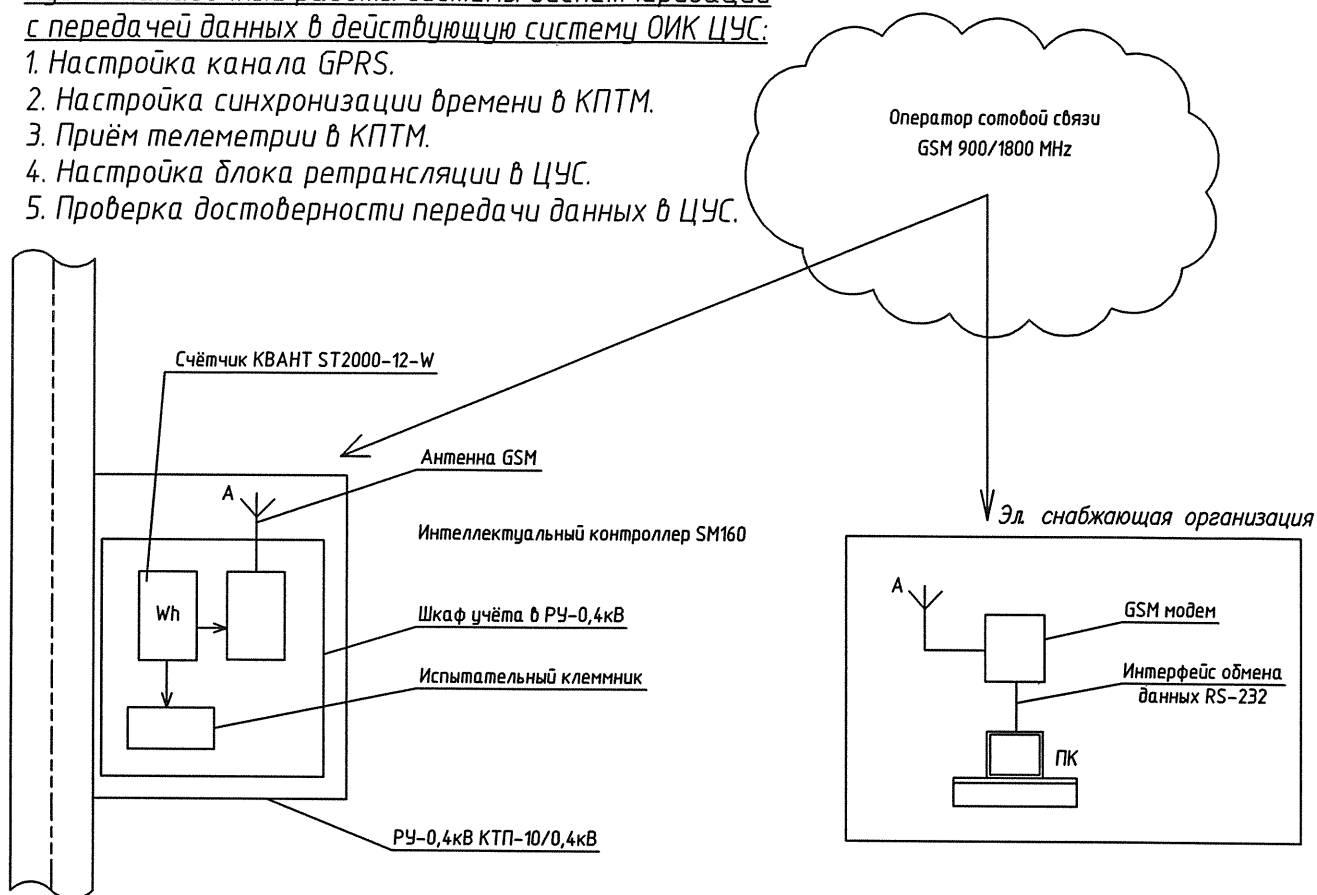 с передачей данных в действующую систему ОИК ЦУС:
1. Настройка канала GPRS.
2. Настройка синхронизации времени в КПТМ.
3. Приём телеметрии в КПТМ.
4. Настройка блока ретрансляции в ЦУС.
5. Проверка достоверности передачи данных в ЦУС.
Оператор сотовой связи
GSM 900/1800 MHz
Счётчик КВАНТ ST2000-12-W
Антенна GSM
A
Интеллектуальный контроллер SM160
Wh
Шкаф учёта в РУ-0,4кВ
Испытательный клеммник
РУ-0,4кВ КТП-10/0,4кВ
Эл. снабжающая организация
A
GSM модем
Интерфейс обмена
данных RS-232
ПК